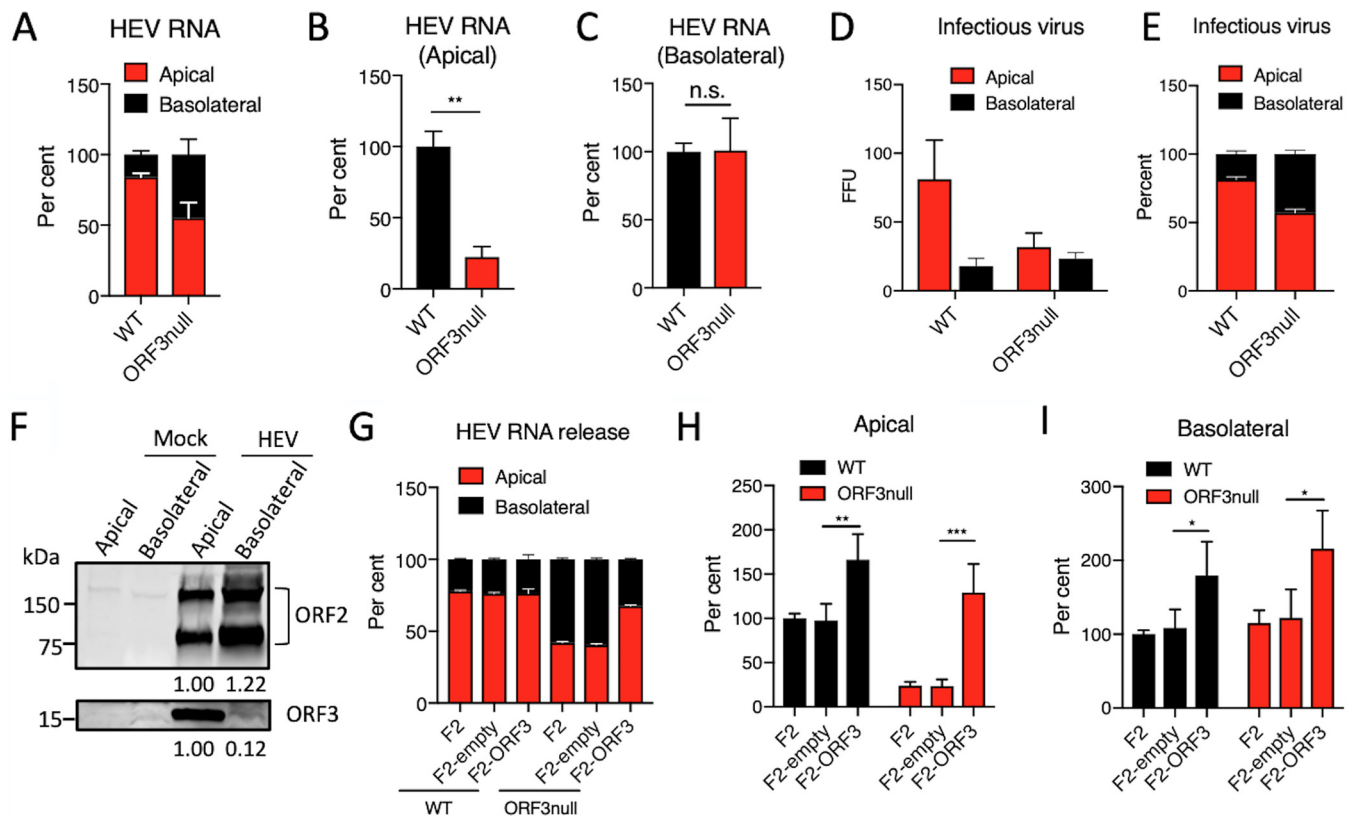 A
HEV RNA
Apical
Basolateral
Per cent
150
100
50
0
WT
ORF3null
B
HEV RNA
(Apical)
Per cent
150
100
50
0
**
WT
ORF3null
C
HEV RNA
(Basolateral)
Per cent
150
100
50
0
n.s.
WT
ORF3null
D
Infectious virus
Apical
Basolateral
FFU
150
100
50
0
WT
ORF3null
E
Infectious virus
Apical
Basolateral
Percent
150
100
50
0
WT
ORF3null
F
Mock
HEV
Apical
Basolateral
Apical
Basolateral
kDa
150
75
ORF2
1.00 1.22
15
ORF3
1.00 0.12
G
HEV RNA release
Apical
Basolateral
Per cent
150
100
50
0
F2
F2-empty
F2-ORF3
F2
F2-empty
F2-ORF3
WT
ORF3null
H
Apical
WT
ORF3null
Per cent
250
200
150
100
50
0
**
***
F2
F2-empty
F2-ORF3
F2
F2-empty
F2-ORF3
I
Basolateral
WT
ORF3null
Per cent
300
200
100
0
*
*
F2
F2-empty
F2-ORF3
F2
F2-empty
F2-ORF3